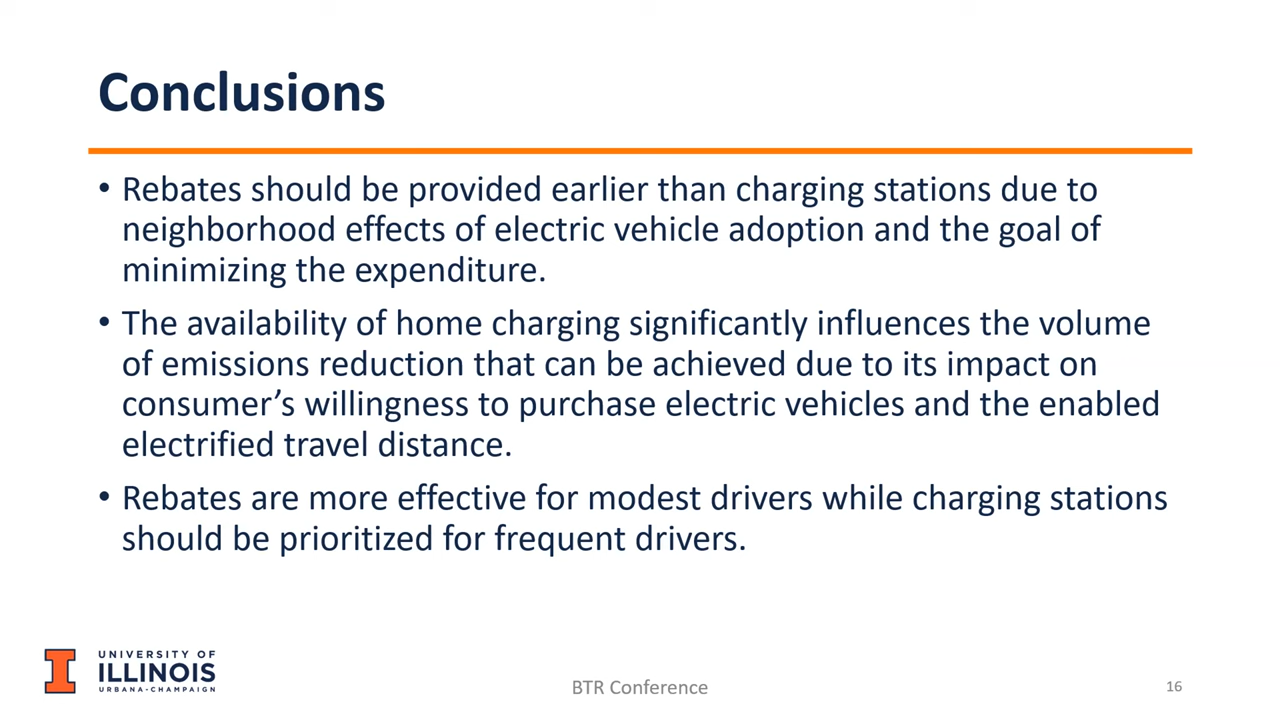 Conclusions
• Rebates should be provided earlier than charging stations due to
neighborhood effects of electric vehicle adoption and the goal of
minimizing the expenditure.
• The availability of home charging significantly influences the volume
of emissions reduction that can be achieved due to its impact on
consumer’s willingness to purchase electric vehicles and the enabled
electrified travel distance.
• Rebates are more effective for modest drivers while charging stations
should be prioritized for frequent drivers.
I
UNIVERSITY OF
ILLINOIS
URBANA-CHAMPAIGN
BTR Conference
16